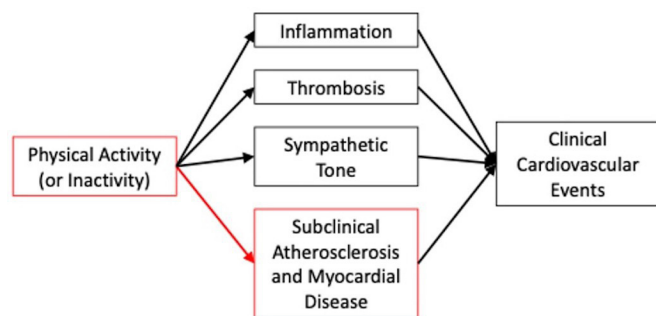 Inflammation
Thrombosis
Physical Activity
(or Inactivity)
Sympathetic
Tone
Clinical
Cardiovascular
Events
Subclinical
Atherosclerosis
and Myocardial
Disease